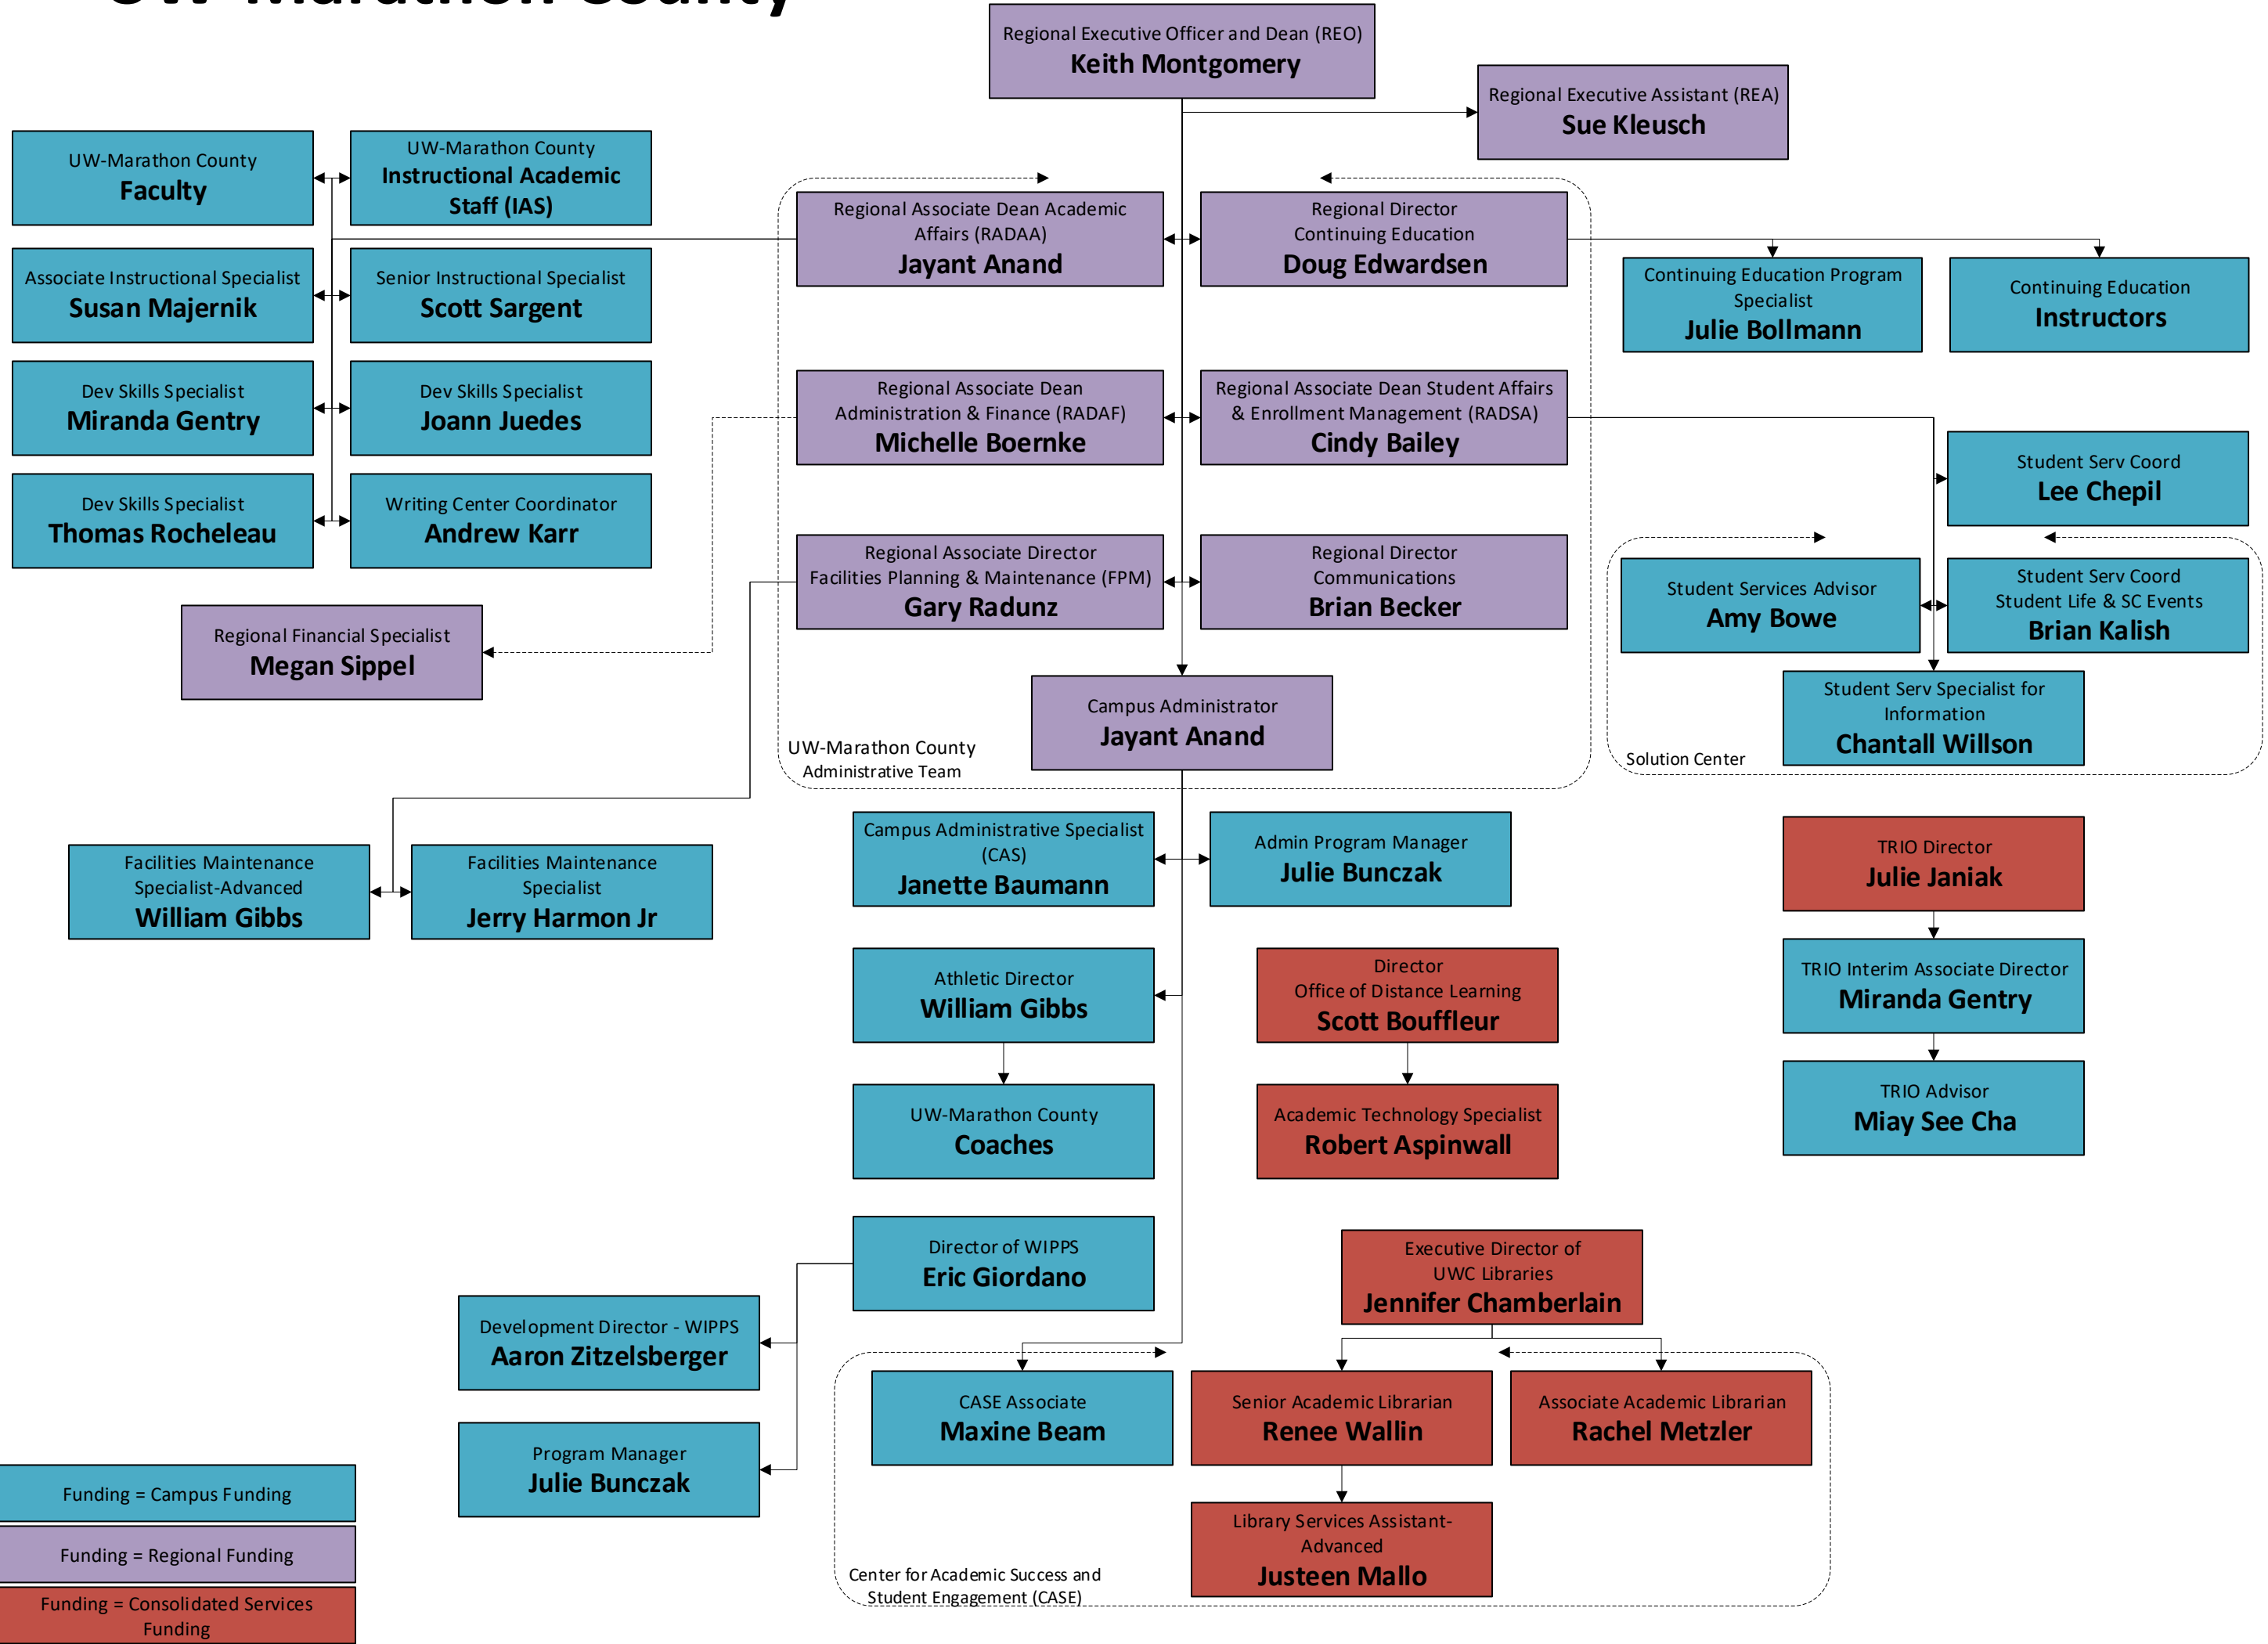 UW-Marathon County
Regional Executive Officer and Dean (REO)
Keith Montgomery
Regional Executive Assistant (REA)
Sue Kleusch
UW-Marathon County
Faculty
UW-Marathon County
Instructional Academic
Staff (IAS)
Regional Associate Dean Academic
Affairs (RADAA)
Jayant Anand
Regional Director
Continuing Education
Doug Edwardsen
Continuing Education Program
Specialist
Julie Bollmann
Continuing Education
Instructors
Associate Instructional Specialist
Susan Majernik
Senior Instructional Specialist
Scott Sargent
Dev Skills Specialist
Miranda Gentry
Dev Skills Specialist
Joann Juedes
Regional Associate Dean
Administration & Finance (RADAF)
Michelle Boernke
Regional Associate Dean Student Affairs
& Enrollment Management (RADSA)
Cindy Bailey
Student Serv Coord
Lee Chepil
Dev Skills Specialist
Thomas Rocheleau
Writing Center Coordinator
Andrew Karr
Regional Associate Director
Facilities Planning & Maintenance (FPM)
Gary Radunz
Regional Director
Communications
Brian Becker
Student Services Advisor
Amy Bowe
Student Serv Coord
Student Life & SC Events
Brian Kalish
Regional Financial Specialist
Megan Sippel
Campus Administrator
Jayant Anand
Student Serv Specialist for
Information
Chantall Willson
UW-Marathon County
Administrative Team
Solution Center
Facilities Maintenance
Specialist-Advanced
William Gibbs
Facilities Maintenance
Specialist
Jerry Harmon Jr
Campus Administrative Specialist
(CAS)
Janette Baumann
Admin Program Manager
Julie Bunczak
TRIO Director
Julie Janiak
Athletic Director
William Gibbs
Director
Office of Distance Learning
Scott Bouffleur
TRIO Interim Associate Director
Miranda Gentry
UW-Marathon County
Coaches
Academic Technology Specialist
Robert Aspinwall
TRIO Advisor
Miay See Cha
Director of WIPPS
Eric Giordano
Executive Director of
UWC Libraries
Jennifer Chamberlain
Development Director - WIPPS
Aaron Zitzelsberger
Program Manager
Julie Bunczak
CASE Associate
Maxine Beam
Senior Academic Librarian
Renee Wallin
Associate Academic Librarian
Rachel Metzler
Library Services Assistant-
Advanced
Justeen Mallo
Center for Academic Success and
Student Engagement (CASE)
Funding = Campus Funding
Funding = Regional Funding
Funding = Consolidated Services
Funding